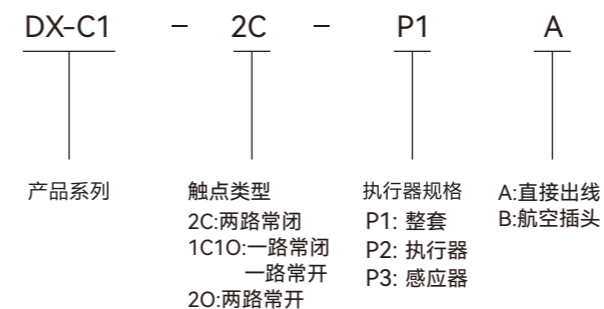 DX-C1 - 2C - P1 A
产品系列
触点类型
2C:两路常闭
1C1O:一路常闭
一路常开
2O:两路常开
执行器规格
P1: 整套
P2: 执行器
P3: 感应器
A:直接出线
B:航空插头